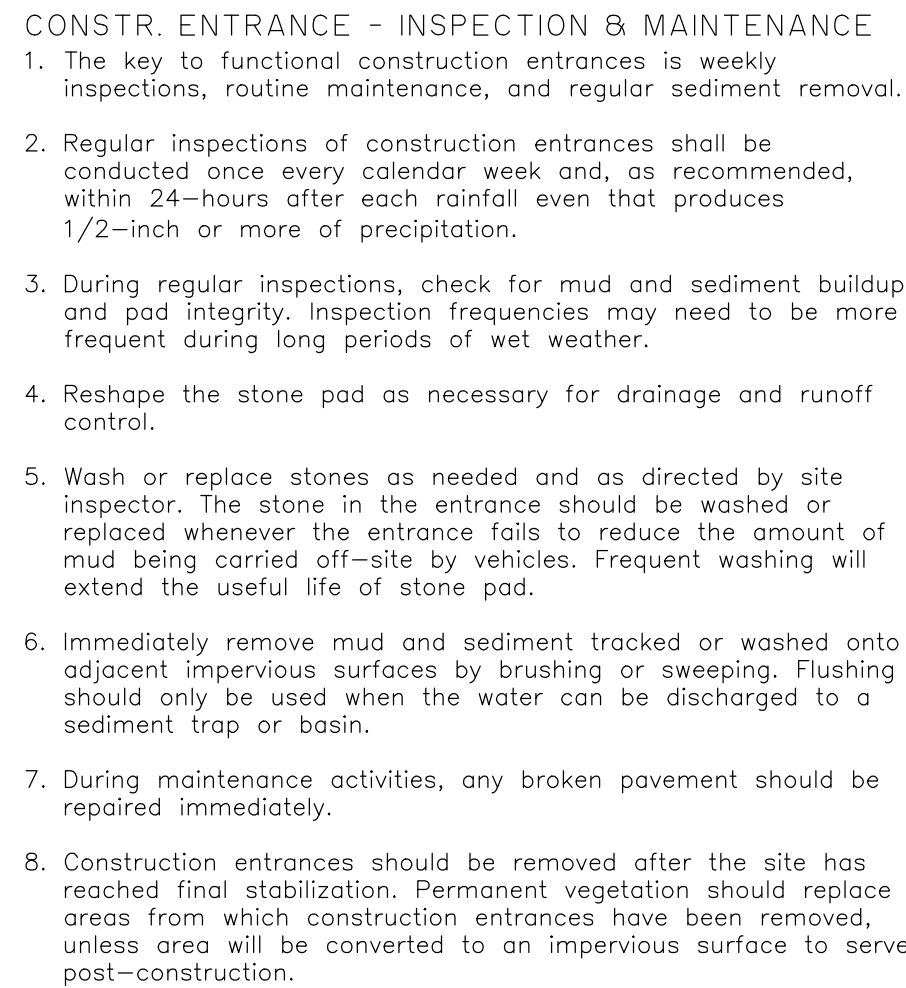 CONSTR. ENTRANCE - INSPECTION & MAINTENANCE
1. The key to functional construction entrances is weekly
inspections, routine maintenance, and regular sediment removal.
2. Regular inspections of construction entrances shall be
conducted once every calendar week and, as recommended,
within 24-hours after each rainfall even that produces
1/2-inch or more of precipitation.
3. During regular inspections, check for mud and sediment buildup
and pad integrity. Inspection frequencies may need to be more
frequent during long periods of wet weather.
4. Reshape the stone pad as necessary for drainage and runoff
control.
5. Wash or replace stones as needed and as directed by site
inspector. The stone in the entrance should be washed or
replaced whenever the entrance fails to reduce the amount of
mud being carried off-site by vehicles. Frequent washing will
extend the useful life of stone pad.
6. Immediately remove mud and sediment tracked or washed onto
adjacent impervious surfaces by brushing or sweeping. Flushing
should only be used when the water can be discharged to a
sediment trap or basin.
7. During maintenance activities, any broken pavement should be
repaired immediately.
8. Construction entrances should be removed after the site has
reached final stabilization. Permanent vegetation should replace
areas from which construction entrances have been removed,
unless area will be converted to an impervious surface to serve
post-construction.